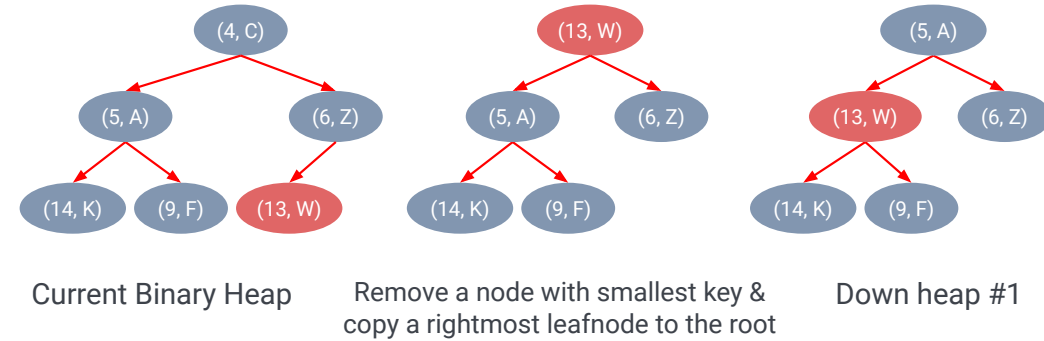 (4, C)
(5, A)
(6, Z)
(14, K)
(9, F)
(13, W)
Current Binary Heap
(13, W)
(5, A)
(6, Z)
(14, K)
(9, F)
Remove a node with smallest key &
copy a rightmost leafnode to the root
(5, A)
(13, W)
(6, Z)
(14, K)
(9, F)
Down heap #1